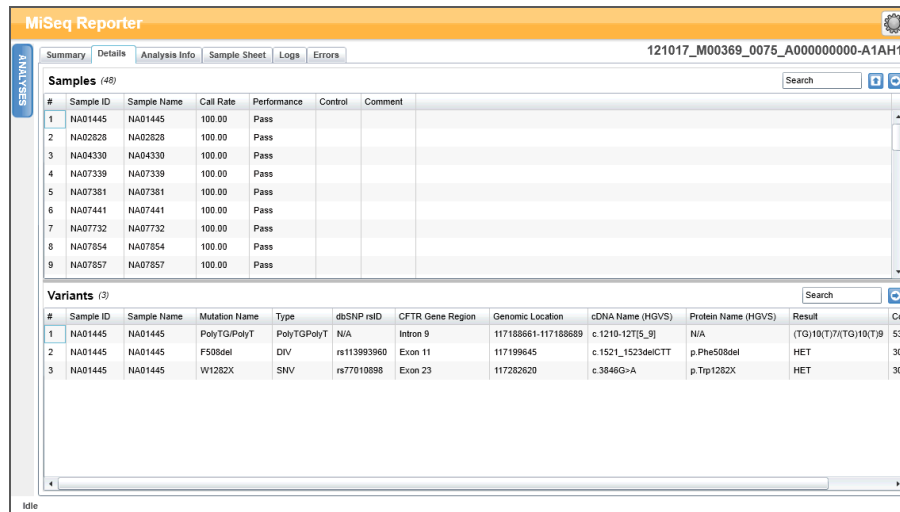 MiSeq Reporter
ANALYSES
Summary Details Analysis Info Sample Sheet Logs Errors 121017_M00369_0075_A000000000-A1AH1
Samples (48) Search
# Sample ID Sample Name Call Rate Performance Control Comment
1 NA01445 NA01445 100.00 Pass
2 NA02828 NA02828 100.00 Pass
3 NA04330 NA04330 100.00 Pass
4 NA07339 NA07339 100.00 Pass
5 NA07381 NA07381 100.00 Pass
6 NA07441 NA07441 100.00 Pass
7 NA07732 NA07732 100.00 Pass
8 NA07854 NA07854 100.00 Pass
9 NA07857 NA07857 100.00 Pass
Variants (3) Search
# Sample ID Sample Name Mutation Name Type dbSNP rsID CFTR Gene Region Genomic Location cDNA Name (HGVS) Protein Name (HGVS) Result Co
1 NA01445 NA01445 PolyTG/PolyT PolyTGPolyT N/A Intron 9 117188661-117188689 c.1210-12T[5_9] N/A (TG)10(T)7/(TG)10(T)9 53
2 NA01445 NA01445 F508del DIV rs113993960 Exon 11 117199645 c.1521_1523delCTT p.Phe508del HET 30
3 NA01445 NA01445 W1282X SNV rs77010898 Exon 23 117282620 c.3846G>A p.Trp1282X HET 30
Idle